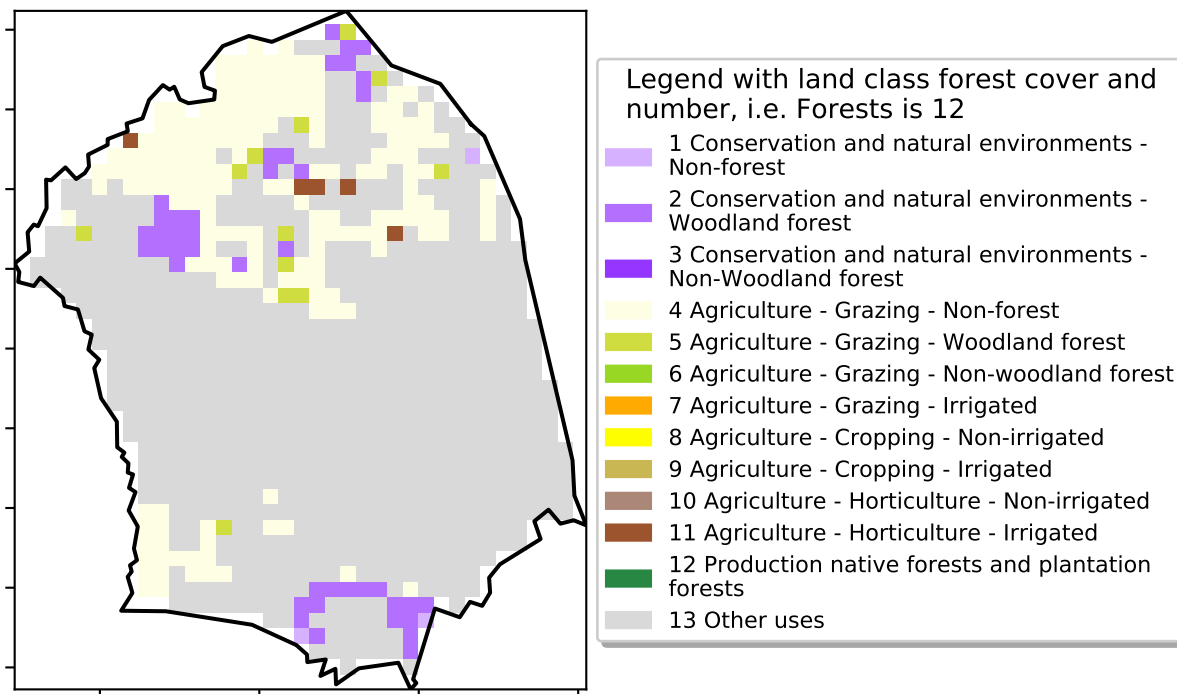 Legend with land class forest cover and
number, i.e. Forests is 12
1 Conservation and natural environments -
Non-forest
2 Conservation and natural environments -
Woodland forest
3 Conservation and natural environments -
Non-Woodland forest
4 Agriculture - Grazing - Non-forest
5 Agriculture - Grazing - Woodland forest
6 Agriculture - Grazing - Non-woodland forest
7 Agriculture - Grazing - Irrigated
8 Agriculture - Cropping - Non-irrigated
9 Agriculture - Cropping - Irrigated
10 Agriculture - Horticulture - Non-irrigated
11 Agriculture - Horticulture - Irrigated
12 Production native forests and plantation
forests
13 Other uses